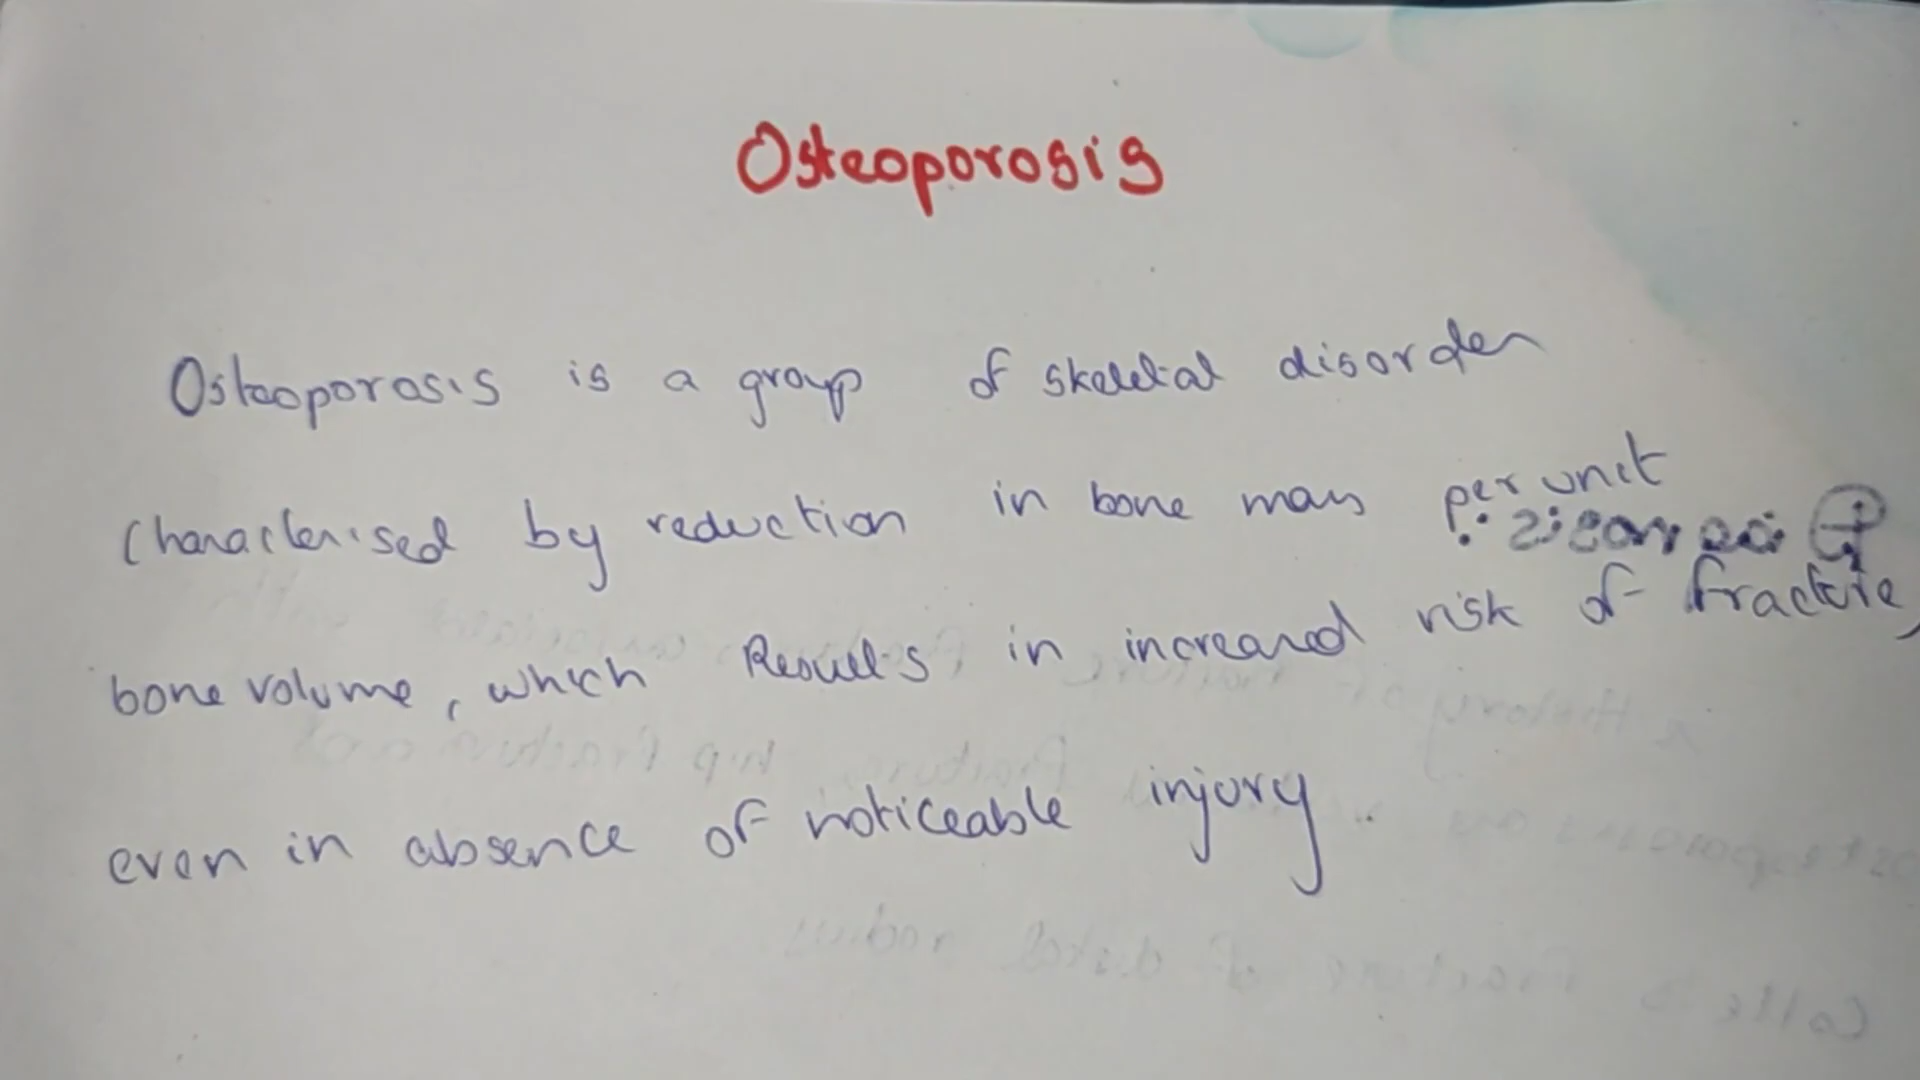 Osteoporosis
Osteoporosis is a group of skeletal disorder
Characterised by reduction in bone mass per unit
bone volume, which Results in increased risk of fracture,
even in absence of noticeable injury.